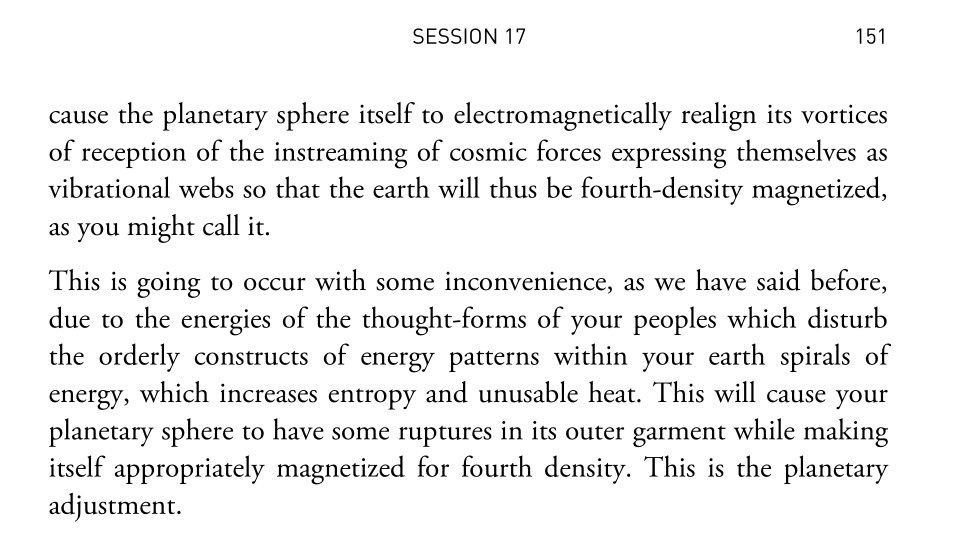 SESSION 17 151
cause the planetary sphere itself to electromagnetically realign its vortices
of reception of the instreaming of cosmic forces expressing themselves as
vibrational webs so that the earth will thus be fourth-density magnetized,
as you might call it.
This is going to occur with some inconvenience, as we have said before,
due to the energies of the thought-forms of your peoples which disturb
the orderly constructs of energy patterns within your earth spirals of
energy, which increases entropy and unusable heat. This will cause your
planetary sphere to have some ruptures in its outer garment while making
itself appropriately magnetized for fourth density. This is the planetary
adjustment.